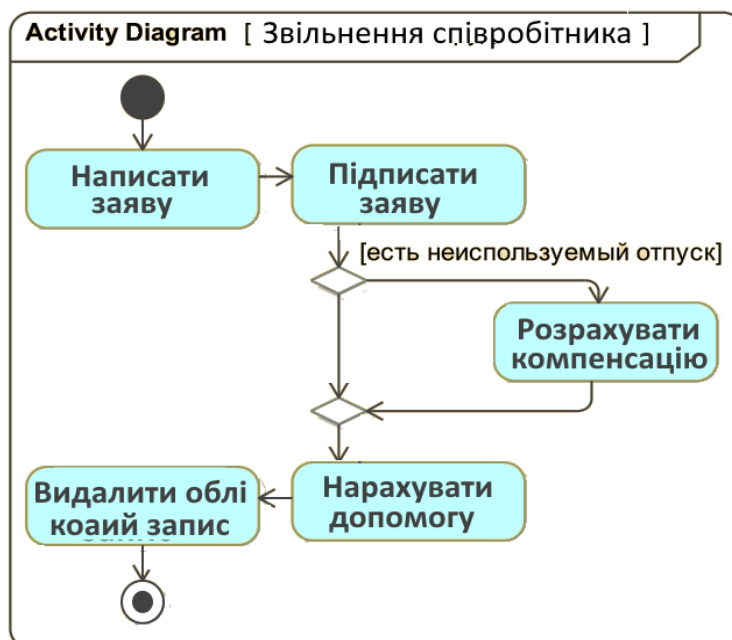 Activity Diagram [ Звільнення співробітника ]
Написати
заяву
Підписати
заяву
[есть неиспользуемый отпуск]
Розрахувати
компенсацію
Нарахувати
допомогу
Видалити облі
коаий запис